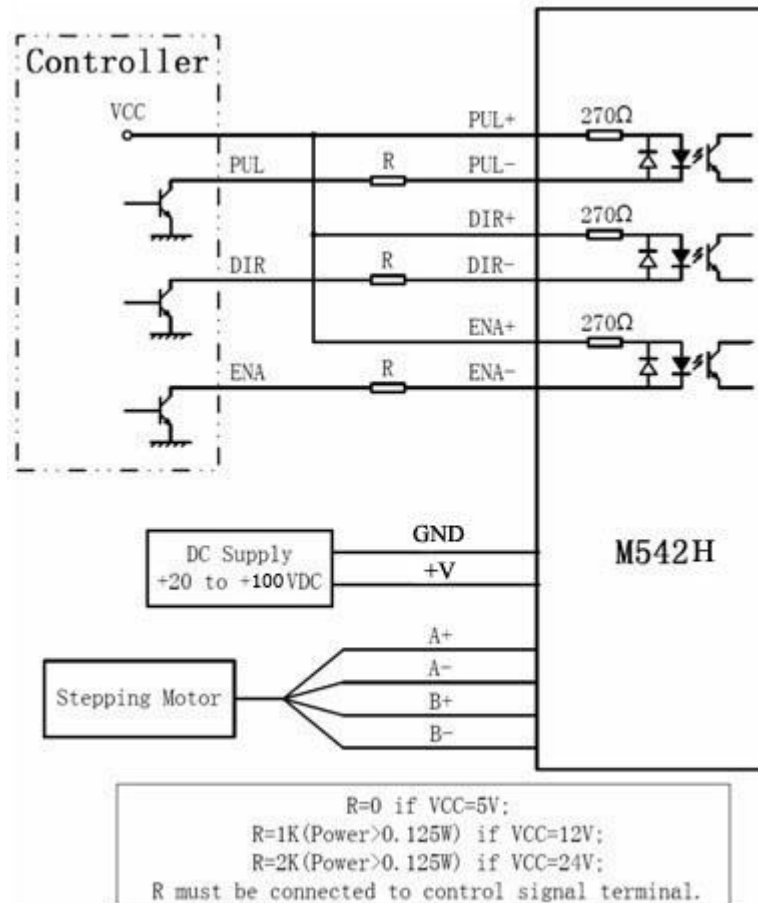 Controller
VCC
PUL+
270Ω
PUL
R
PUL-
DIR+
270Ω
DIR
R
DIR-
ENA+
270Ω
ENA
R
ENA-
DC Supply
+20 to +100VDC
GND
+V
M542H
Stepping Motor
A+
A-
B+
B-
R=0 if VCC=5V;
R=1K(Power>0.125W) if VCC=12V;
R=2K(Power>0.125W) if VCC=24V;
R must be connected to control signal terminal.